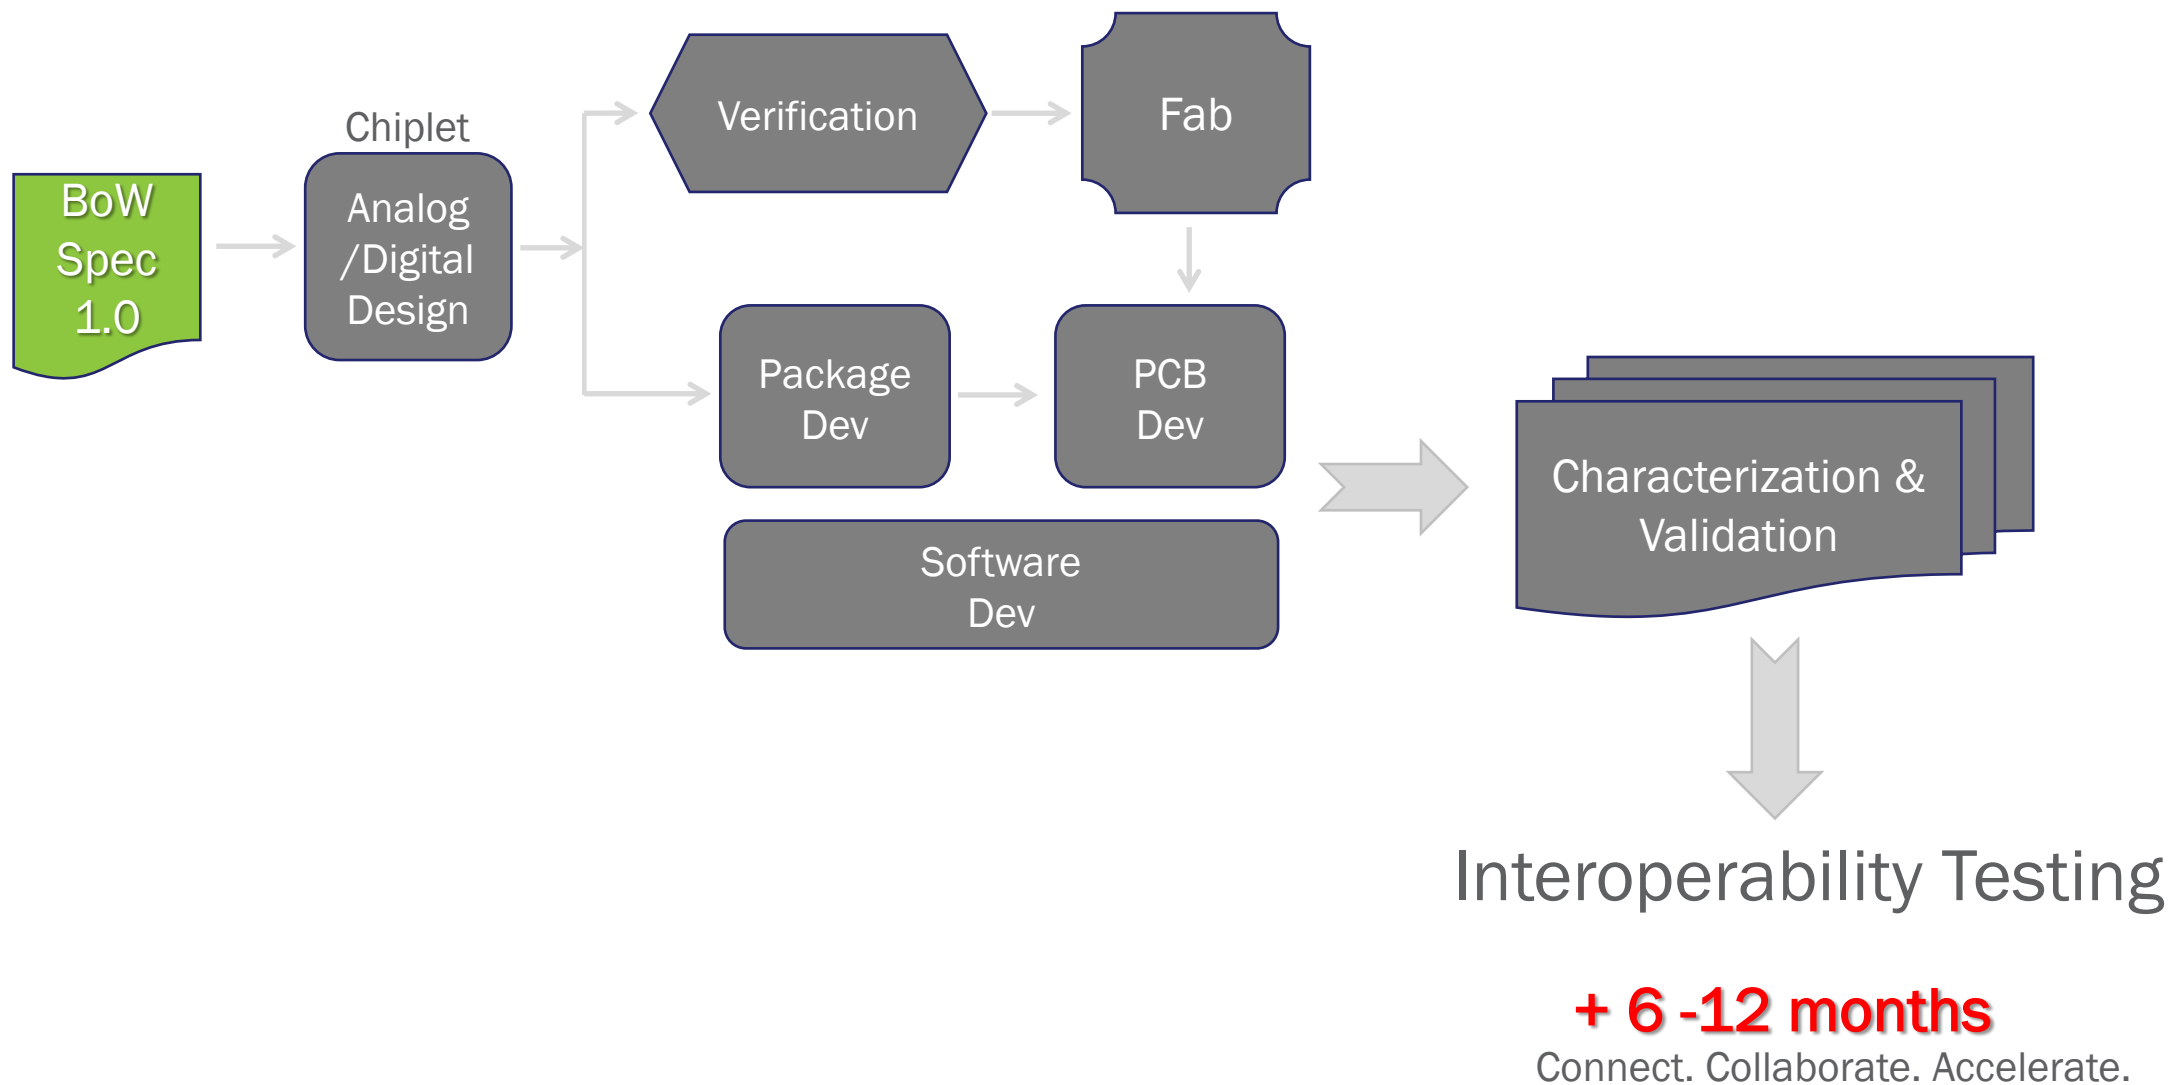 BoW
Spec
1.0
Chiplet
Analog
/Digital
Design
Verification
Fab
Package
Dev
PCB
Dev
Software
Dev
Characterization &
Validation
Interoperability Testing
+ 6 -12 months
Connect. Collaborate. Accelerate.